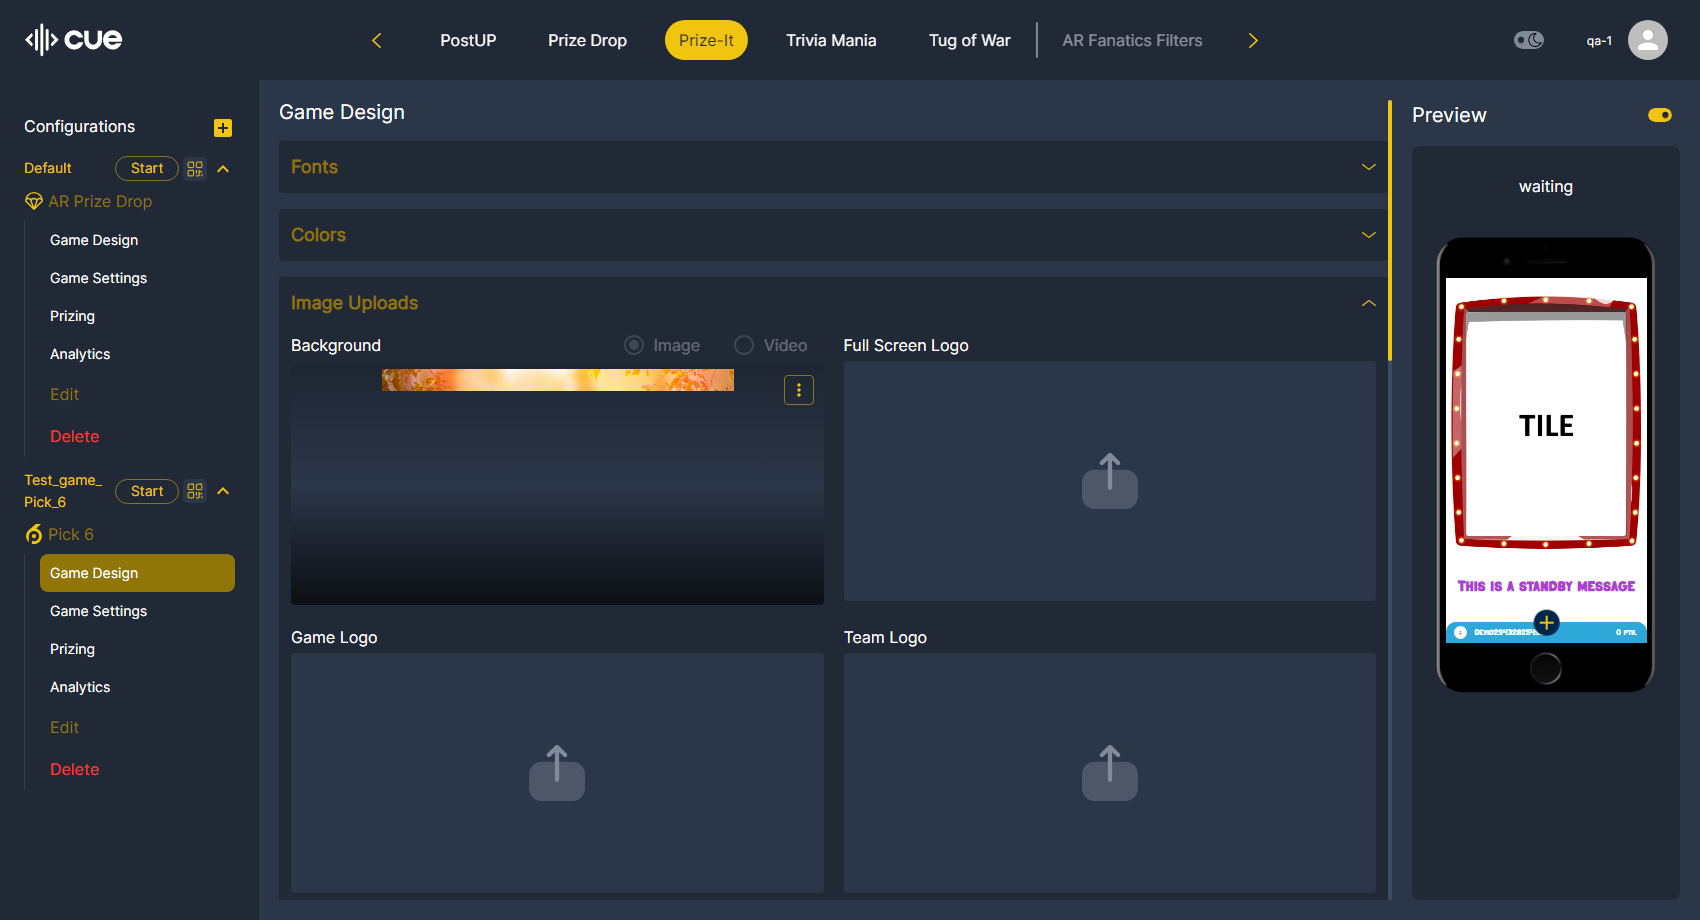 cue
PostUP
Prize Drop
Prize-It
Trivia Mania
Tug of War
AR Fanatics Filters
qa-1
Configurations
Default
Start
AR Prize Drop
Game Design
Game Settings
Prizing
Analytics
Edit
Delete
Test_game_
Pick_6
Start
Pick 6
Game Design
Game Settings
Prizing
Analytics
Edit
Delete
Game Design
Fonts
Colors
Image Uploads
Background
Image
Video
Full Screen Logo
Game Logo
Team Logo
Preview
waiting
TILE
This is a standby message
0 pts.